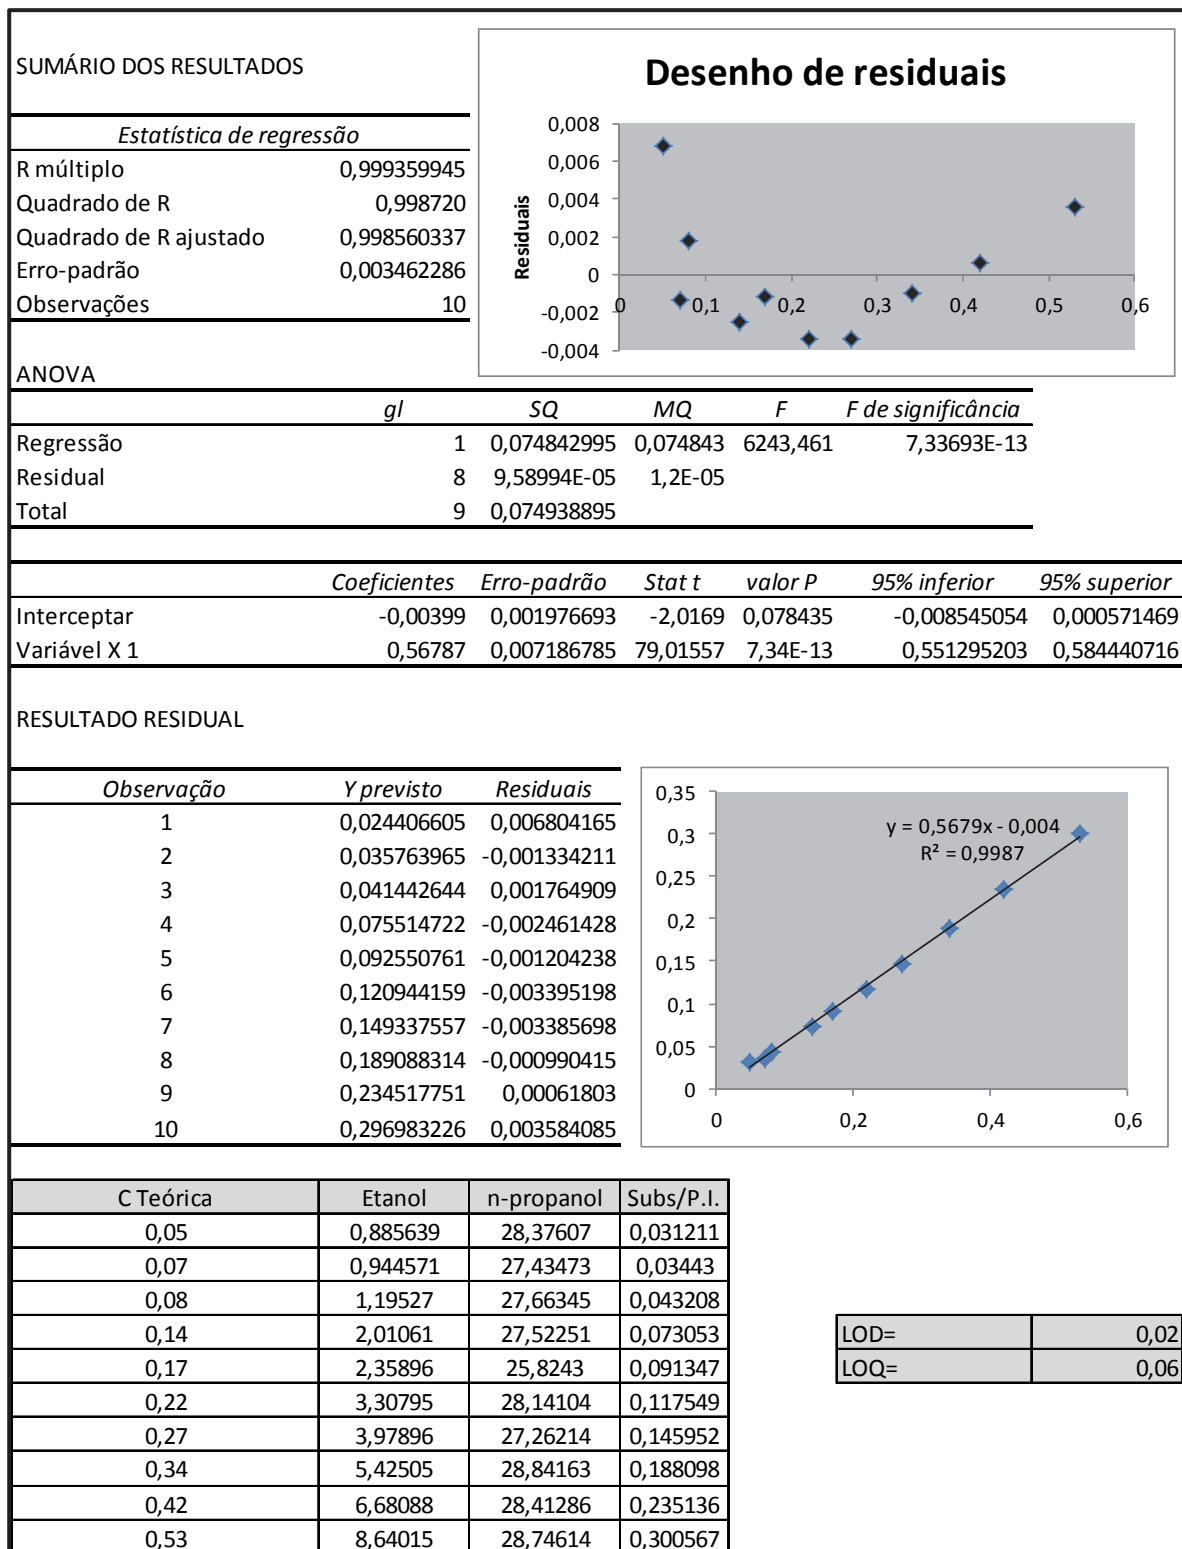 SUMÁRIO DOS RESULTADOS
Desenho de residuais
Estatística de regressão
R múltiplo 0,999359945
Quadrado de R 0,998720
Quadrado de R ajustado 0,998560337
Erro-padrão 0,003462286
Observações 10
Residuais
0,008
0,006
0,004
0,002
0
-0,002
-0,004
0 0,1 0,2 0,3 0,4 0,5 0,6
ANOVA
gl SQ MQ F F de significância
Regressão 1 0,074842995 0,074843 6243,461 7,33693E-13
Residual 8 9,58994E-05 1,2E-05
Total 9 0,074938895
Coeficientes Erro-padrão Stat t valor P 95% inferior 95% superior
Interceptar -0,00399 0,001976693 -2,0169 0,078435 -0,008545054 0,000571469
Variável X 1 0,56787 0,007186785 79,01557 7,34E-13 0,551295203 0,584440716
RESULTADO RESIDUAL
Observação Y previsto Residuais
1 0,024406605 0,006804165
2 0,035763965 -0,001334211
3 0,041442644 0,001764909
4 0,075514722 -0,002461428
5 0,092550761 -0,001204238
6 0,120944159 -0,003395198
7 0,149337557 -0,003385698
8 0,189088314 -0,000990415
9 0,234517751 0,00061803
10 0,296983226 0,003584085
0,35
0,3
0,25
0,2
0,15
0,1
0,05
0
y = 0,5679x - 0,004
R² = 0,9987
0 0,2 0,4 0,6
C Teórica Etanol n-propanol Subs/P.I.
0,05 0,885639 28,37607 0,031211
0,07 0,944571 27,43473 0,03443
0,08 1,19527 27,66345 0,043208
0,14 2,01061 27,52251 0,073053
0,17 2,35896 25,8243 0,091347
0,22 3,30795 28,14104 0,117549
0,27 3,97896 27,26214 0,145952
0,34 5,42505 28,84163 0,188098
0,42 6,68088 28,41286 0,235136
0,53 8,64015 28,74614 0,300567
LOD= 0,02
LOQ= 0,06